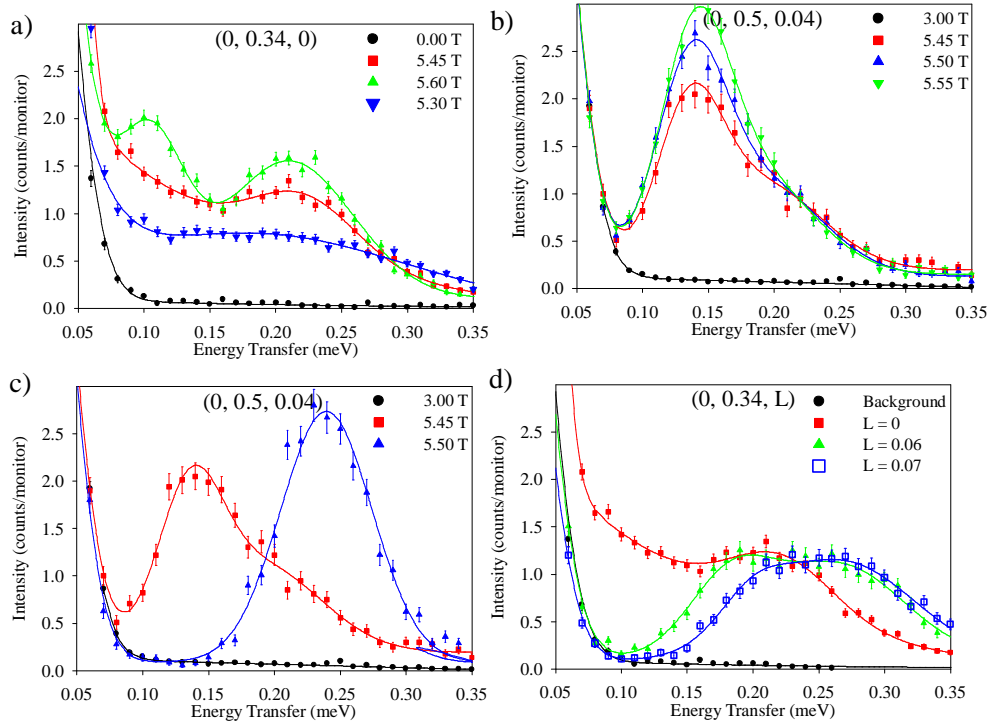 a)
(0, 0.34, 0)
0.00 T
5.45 T
5.60 T
5.30 T
Intensity (counts/monitor)
2.5
2.0
1.5
1.0
0.5
0.0
0.05 0.10 0.15 0.20 0.25 0.30 0.35
Energy Transfer (meV)
b)
(0, 0.5, 0.04)
3.00 T
5.45 T
5.50 T
5.55 T
Intensity (counts/monitor)
2.5
2.0
1.5
1.0
0.5
0.0
0.05 0.10 0.15 0.20 0.25 0.30 0.35
Energy Transfer (meV)
c)
(0, 0.5, 0.04)
3.00 T
5.45 T
5.50 T
Intensity (counts/monitor)
2.5
2.0
1.5
1.0
0.5
0.0
0.05 0.10 0.15 0.20 0.25 0.30 0.35
Energy Transfer (meV)
d)
(0, 0.34, L)
Background
L = 0
L = 0.06
L = 0.07
Intensity (counts/monitor)
2.5
2.0
1.5
1.0
0.5
0.0
0.05 0.10 0.15 0.20 0.25 0.30 0.35
Energy Transfer (meV)